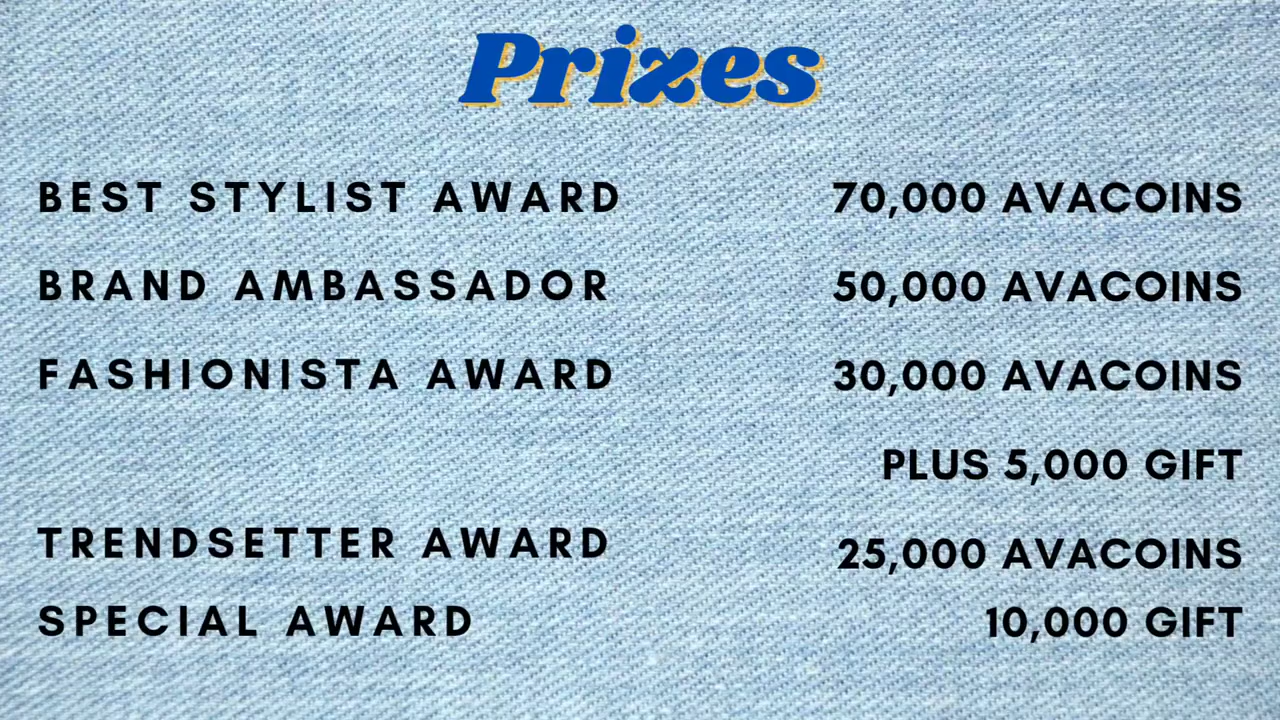 Prizes
BEST STYLIST AWARD 70,000 AVACOINS
BRAND AMBASSADOR 50,000 AVACOINS
FASHIONISTA AWARD 30,000 AVACOINS
PLUS 5,000 GIFT
TRENDSETTER AWARD 25,000 AVACOINS
SPECIAL AWARD 10,000 GIFT